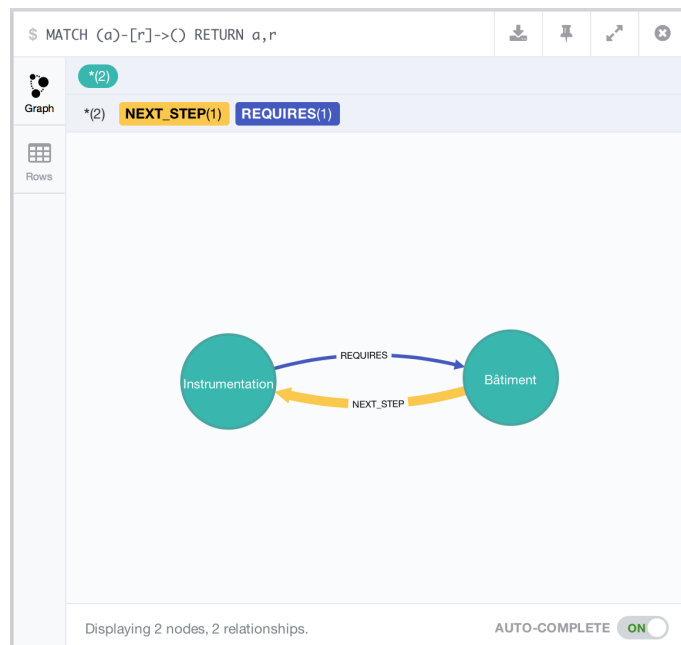 $ MATCH (a)-[r]->() RETURN a,r
Graph
Rows
*(2)
*(2) NEXT_STEP(1) REQUIRES(1)
REQUIRES
Instrumentation
Bâtiment
NEXT_STEP
Displaying 2 nodes, 2 relationships.
AUTO-COMPLETE ON